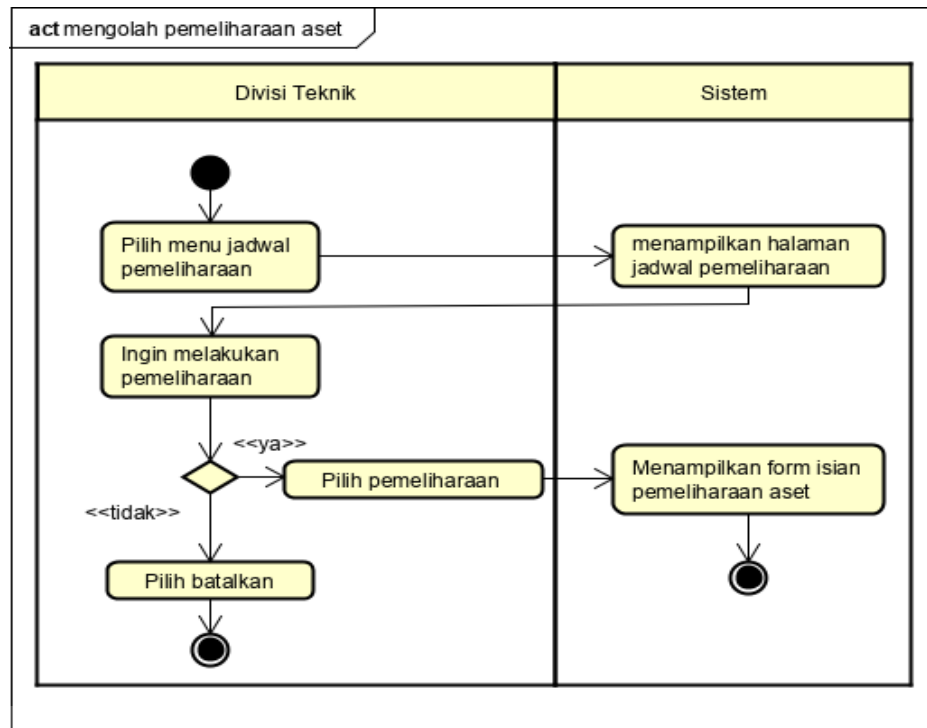 act mengolah pemeliharaan aset
Divisi Teknik
Sistem
Pilih menu jadwal
pemeliharaan
menampilkan halaman
jadwal pemeliharaan
Ingin melakukan
pemeliharaan
<<ya>>
Pilih pemeliharaan
Menampilkan form isian
pemeliharaan aset
<<tidak>>
Pilih batalkan